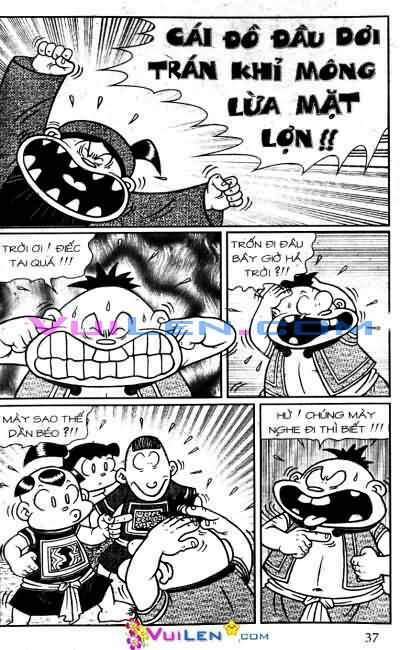 CÁI ĐỒ ĐẦU DƠI
TRÁN KHỈ MÔNG
LỪA MẶT
LỢN !!
TRỜI ƠI ! ĐIẾC
TAI QUÁ !!!
TRỐN ĐI ĐÂU
BÂY GIỜ HẢ
TRỜI ?!!
VUILEN.COM
MÀY SAO THẾ
DẦN BÉO ?!!
HỪ ! CHÚNG MÀY
NGHE ĐI THÌ BIẾT !!!
VUILEN.COM
37